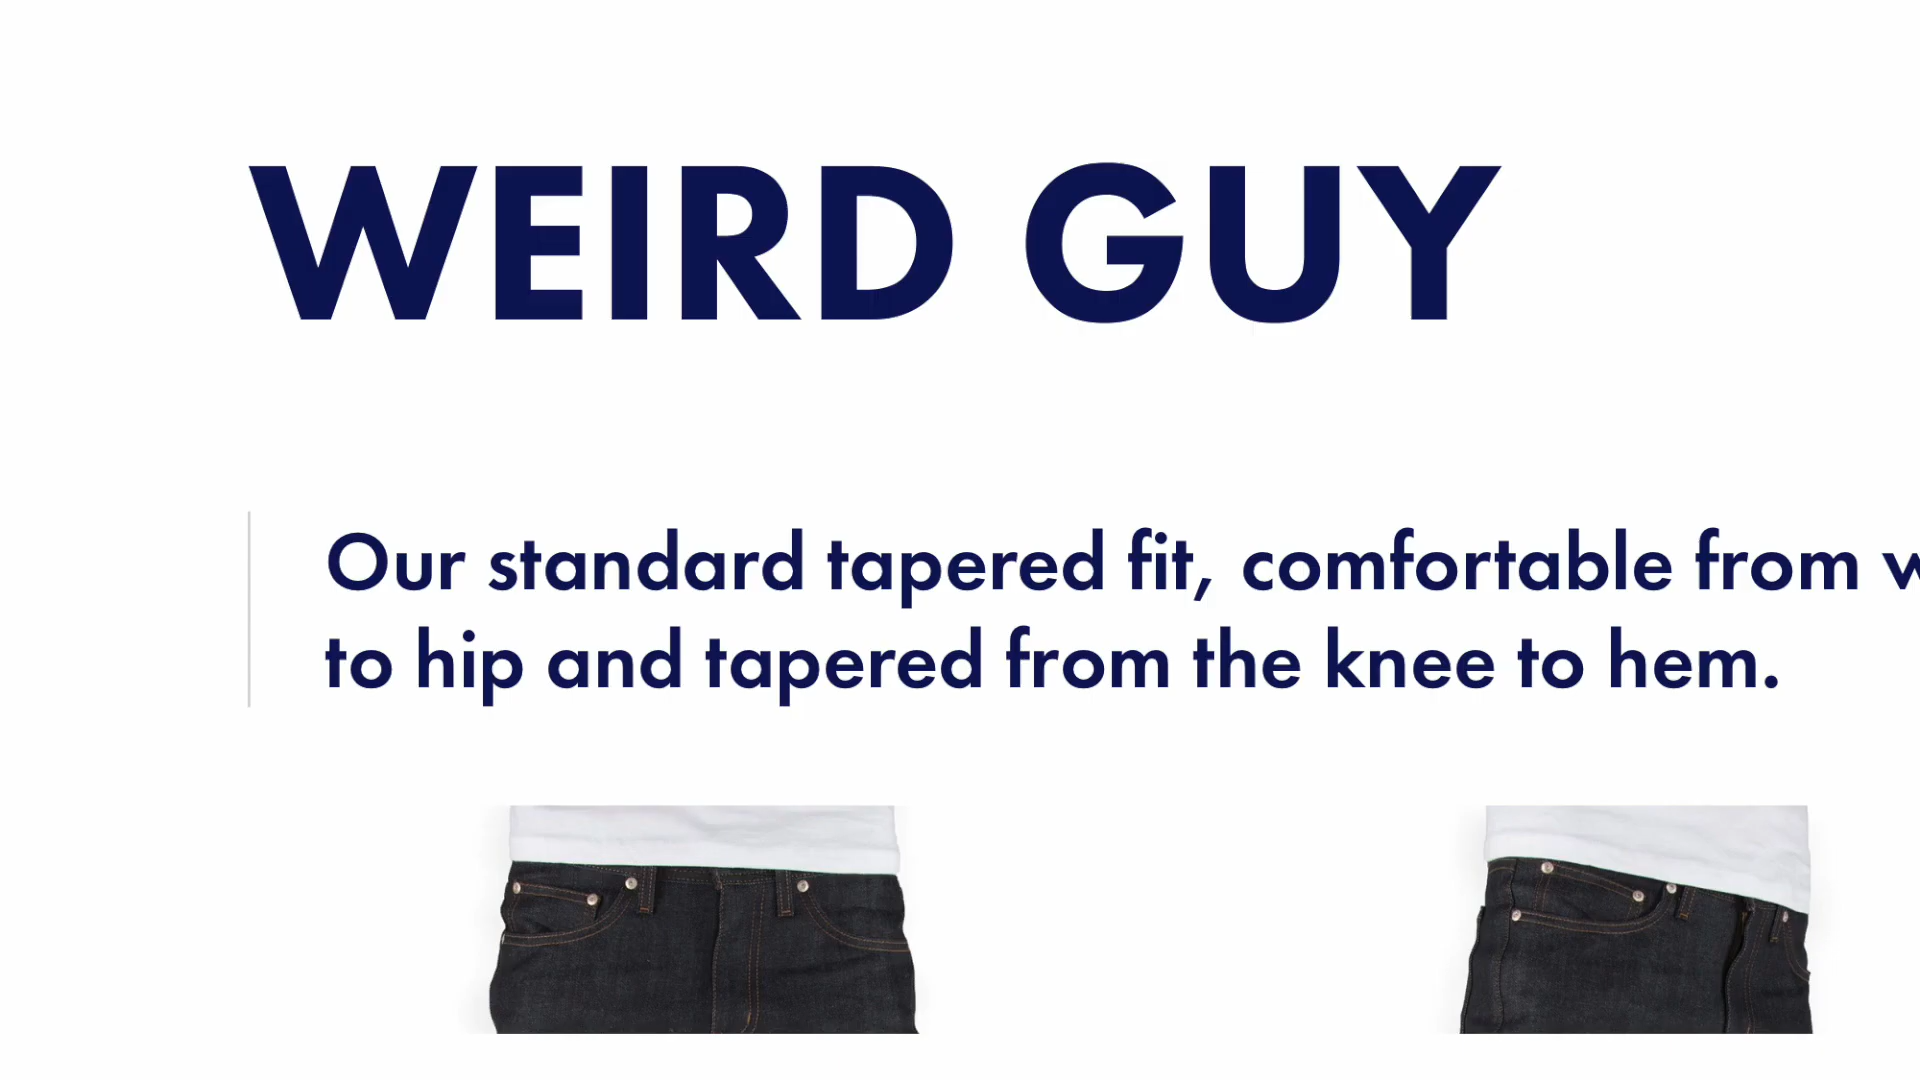 WEIRD GUY
Our standard tapered fit, comfortable from
to hip and tapered from the knee to hem.